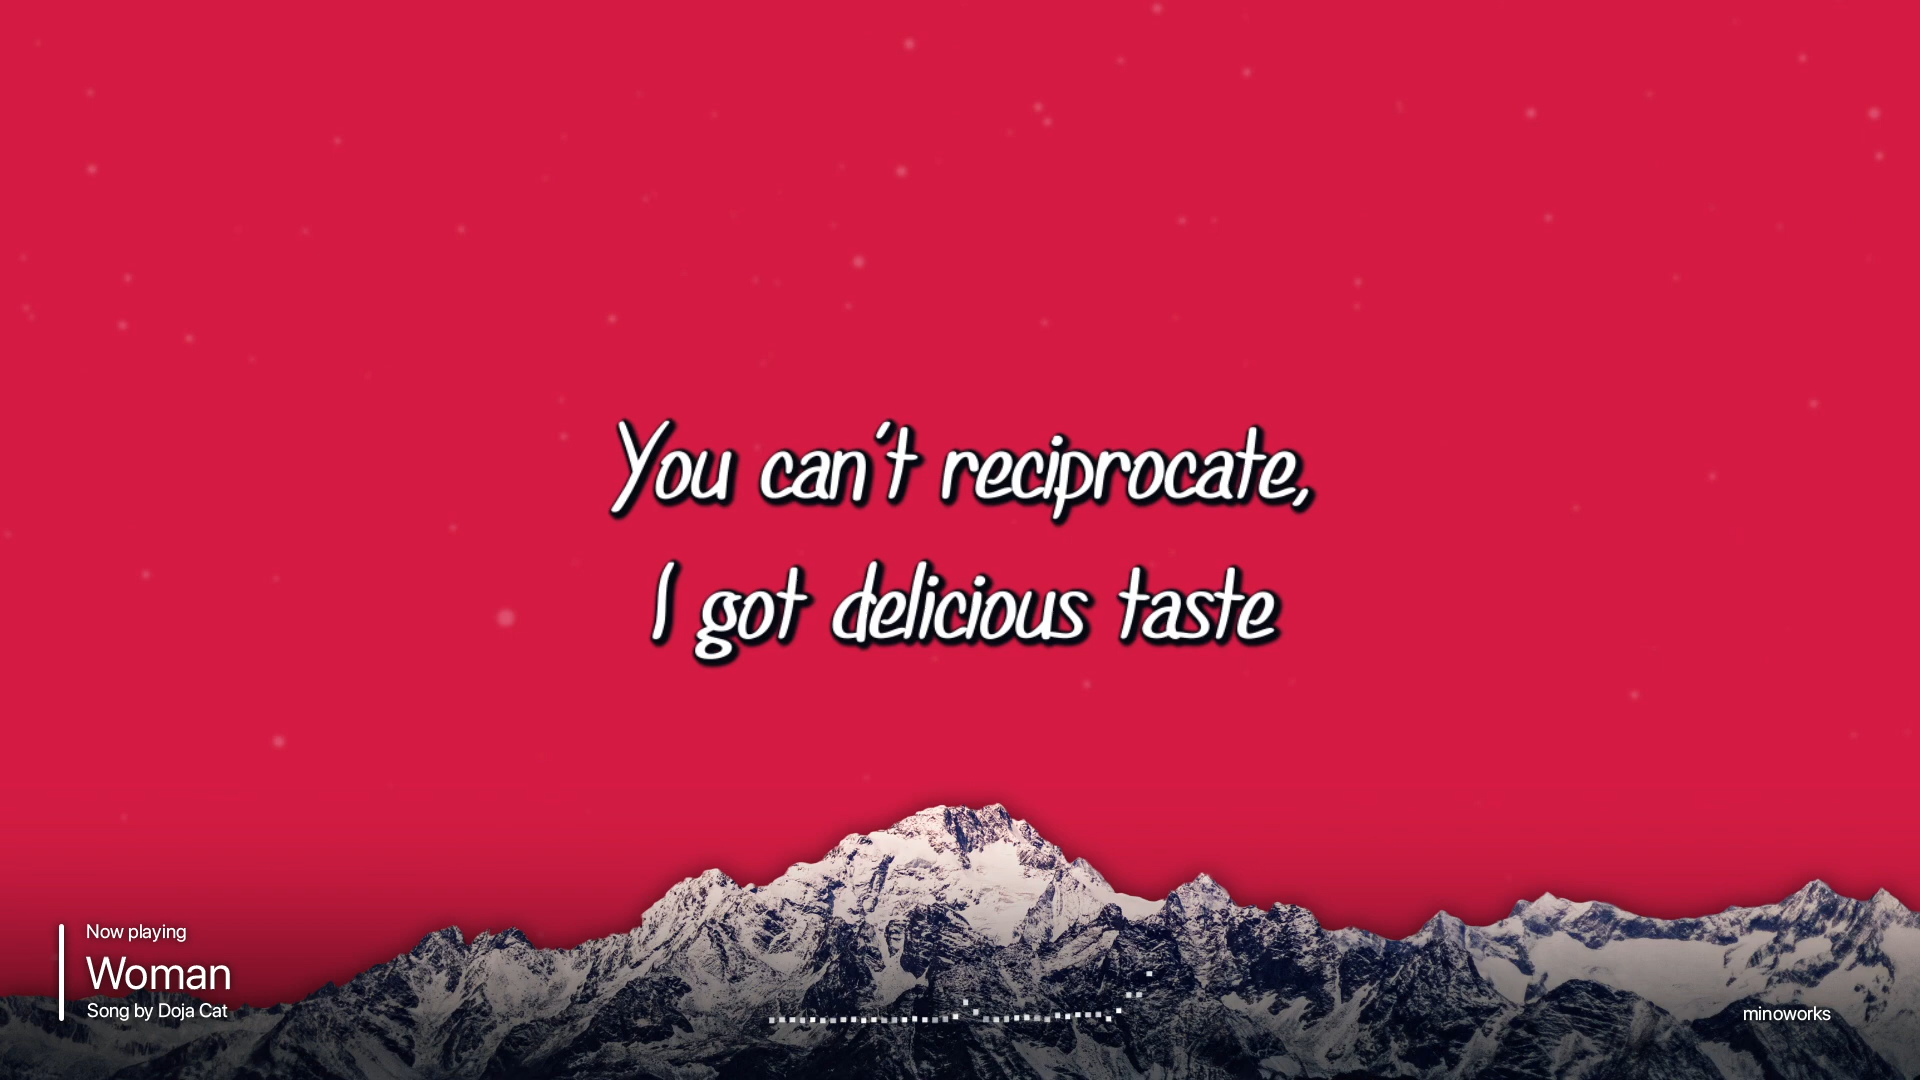 You can't reciprocate,
I got delicious taste
Now playing
Woman
Song by Doja Cat
minoworks